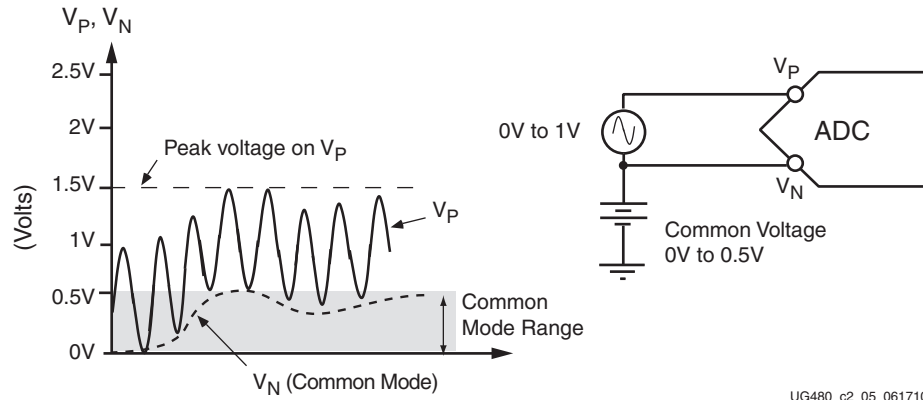 VP, VN
(Volts)
2.5V
2V
1.5V
1V
0.5V
0V
Peak voltage on VP
VP
Common
Mode Range
VN (Common Mode)
0V to 1V
VP
ADC
VN
Common Voltage
0V to 0.5V
UG480_c2_05_061710